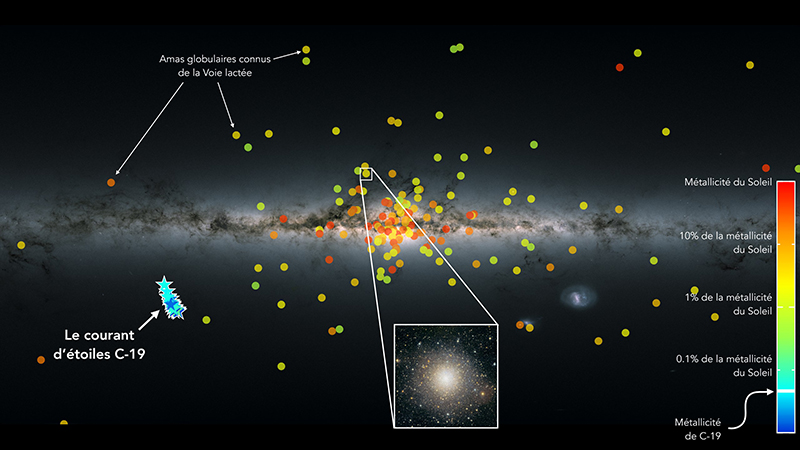 Amas globulaires connus
de la Voie lactée
Métallicité du Soleil
10% de la métallicité
du Soleil
1% de la métallicité
du Soleil
0.1% de la métallicité
du Soleil
Le courant
d’étoiles C-19
Métallicité
de C-19